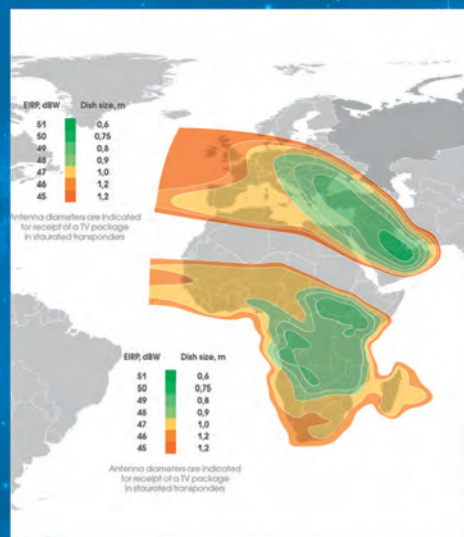 EIRP, dBW Dish size, m
51 0,6
50 0,75
49 0,8
48 0,9
47 1,0
46 1,2
45 1,2
Antenna diameters are indicated
for receipt of a TV package
in staurated transponders
EIRP, dBW Dish size, m
51 0,6
50 0,75
49 0,8
48 0,9
47 1,0
46 1,2
45 1,2
Antenna diameters are indicated
for receipt of a TV package
in staurated transponders